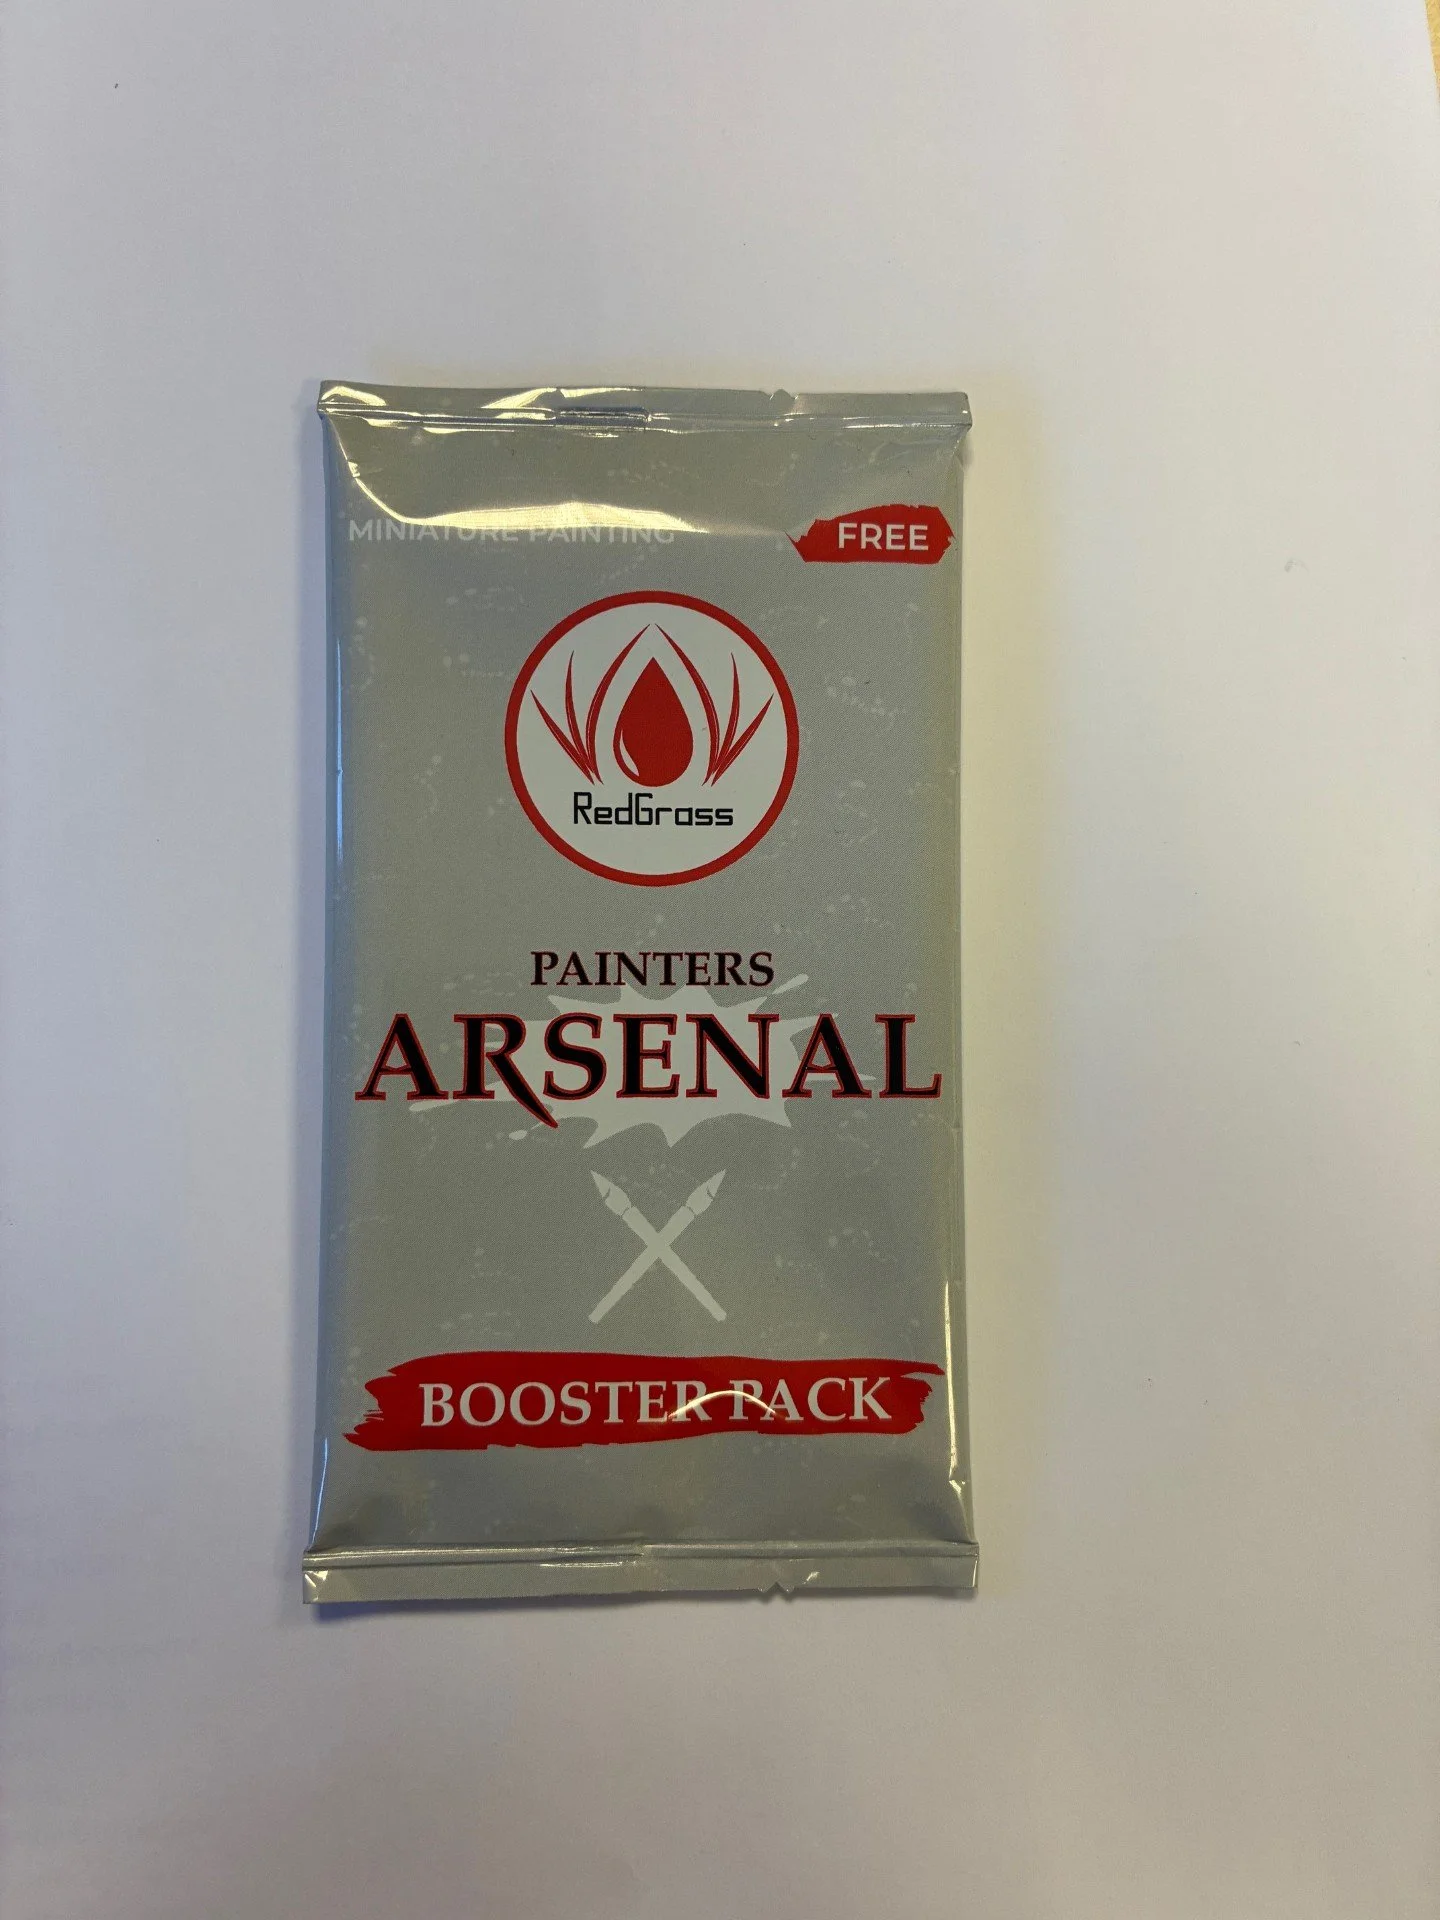 MINIATURE PAINTING
FREE
RedGrass
PAINTERS
ARSENAL
BOOSTER PACK